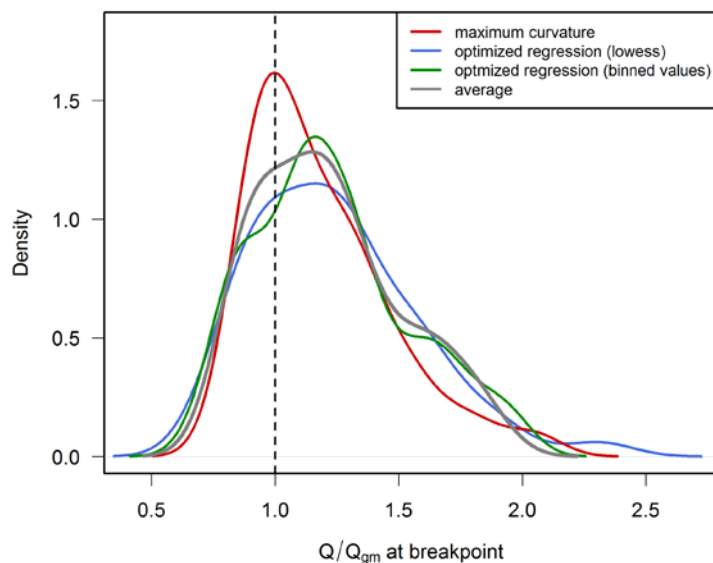 maximum curvature
optimized regression (lowess)
optmized regression (binned values)
average
1.5
1.0
0.5
0.0
Density
0.5
1.0
1.5
2.0
2.5
Q/Qgm at breakpoint